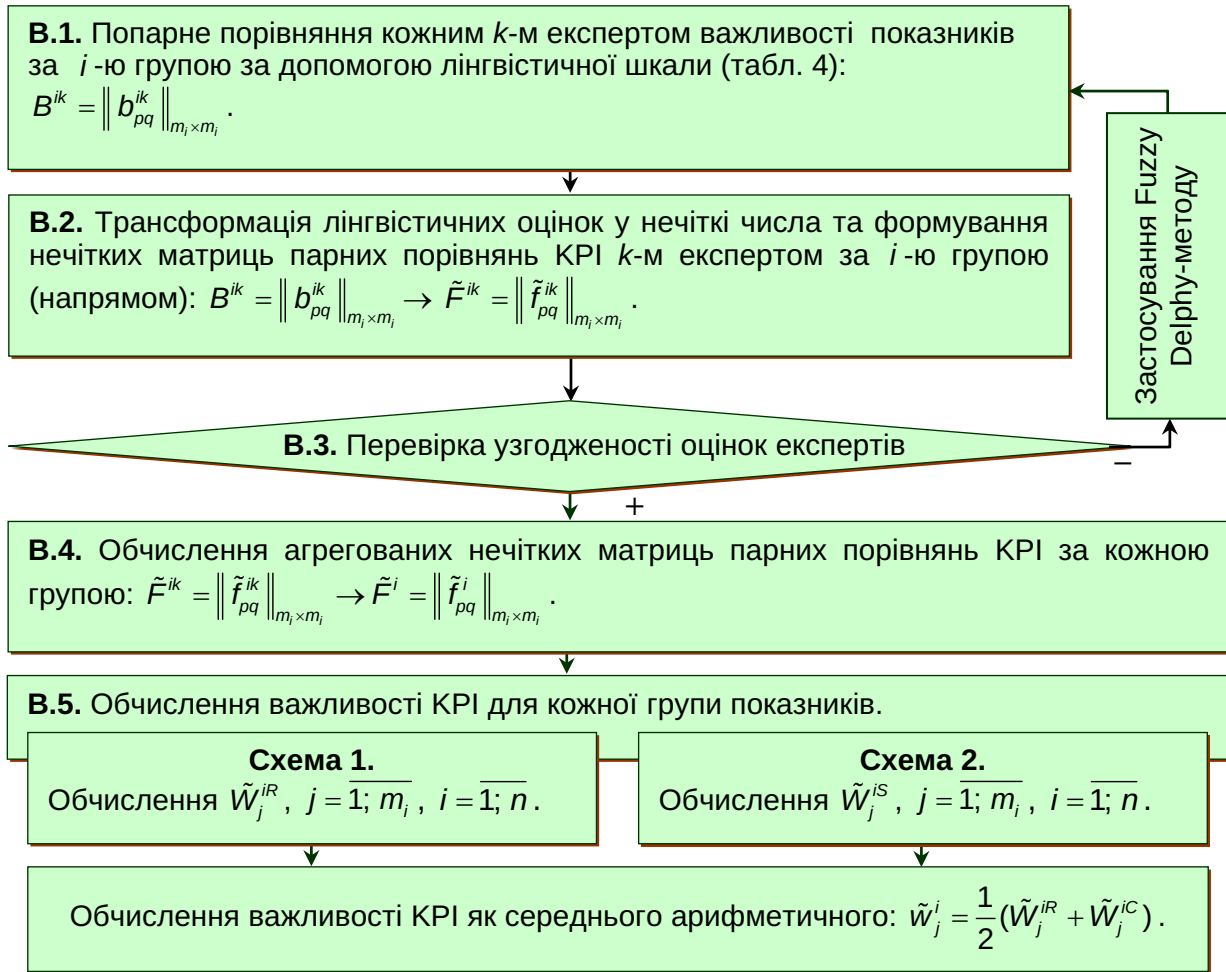 В.1. Попарне порівняння кожним k-м експертом важливості показників
за i -ю групою за допомогою лінгвістичної шкали (табл. 4):
B^{ik} = ‖ b_{pq}^{ik} ‖_{m_i×m_i} .
Застосування Fuzzy
Delphy-методу
В.2. Трансформація лінгвістичних оцінок у нечіткі числа та формування
нечітких матриць парних порівнянь KPI k-м експертом за i -ю групою
(напрямом): B^{ik} = ‖ b_{pq}^{ik} ‖_{m_i×m_i} → F̃^{ik} = ‖ f̃_{pq}^{ik} ‖_{m_i×m_i} .
В.3. Перевірка узгодженості оцінок експертів
–
+
В.4. Обчислення агрегованих нечітких матриць парних порівнянь KPI за кожною
групою: F̃^{ik} = ‖ f̃_{pq}^{ik} ‖_{m_i×m_i} → F̃^{i} = ‖ f̃_{pq}^{i} ‖_{m_i×m_i} .
В.5. Обчислення важливості KPI для кожної групи показників.
Схема 1.
Обчислення W̃_j^{iR} , j = \overline{1; m_i} , i = \overline{1; n} .
Схема 2.
Обчислення W̃_j^{iS} , j = \overline{1; m_i} , i = \overline{1; n} .
Обчислення важливості KPI як середнього арифметичного: w̃_j^{i} = \frac{1}{2}(W̃_j^{iR} + W̃_j^{iC}) .